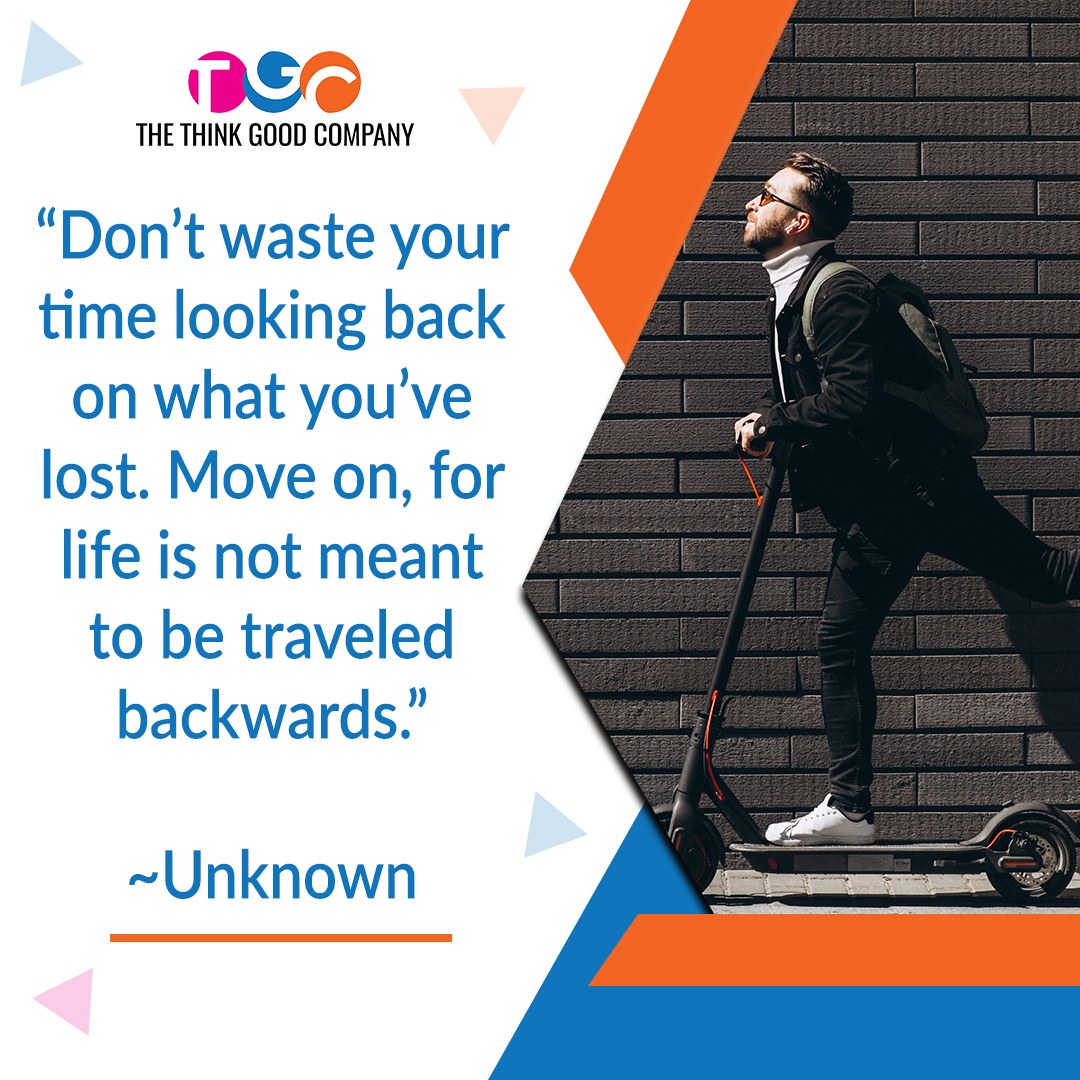 TGC
THE THINK GOOD COMPANY
“Don’t waste your
time looking back
on what you’ve
lost. Move on, for
life is not meant
to be traveled
backwards.”
~Unknown